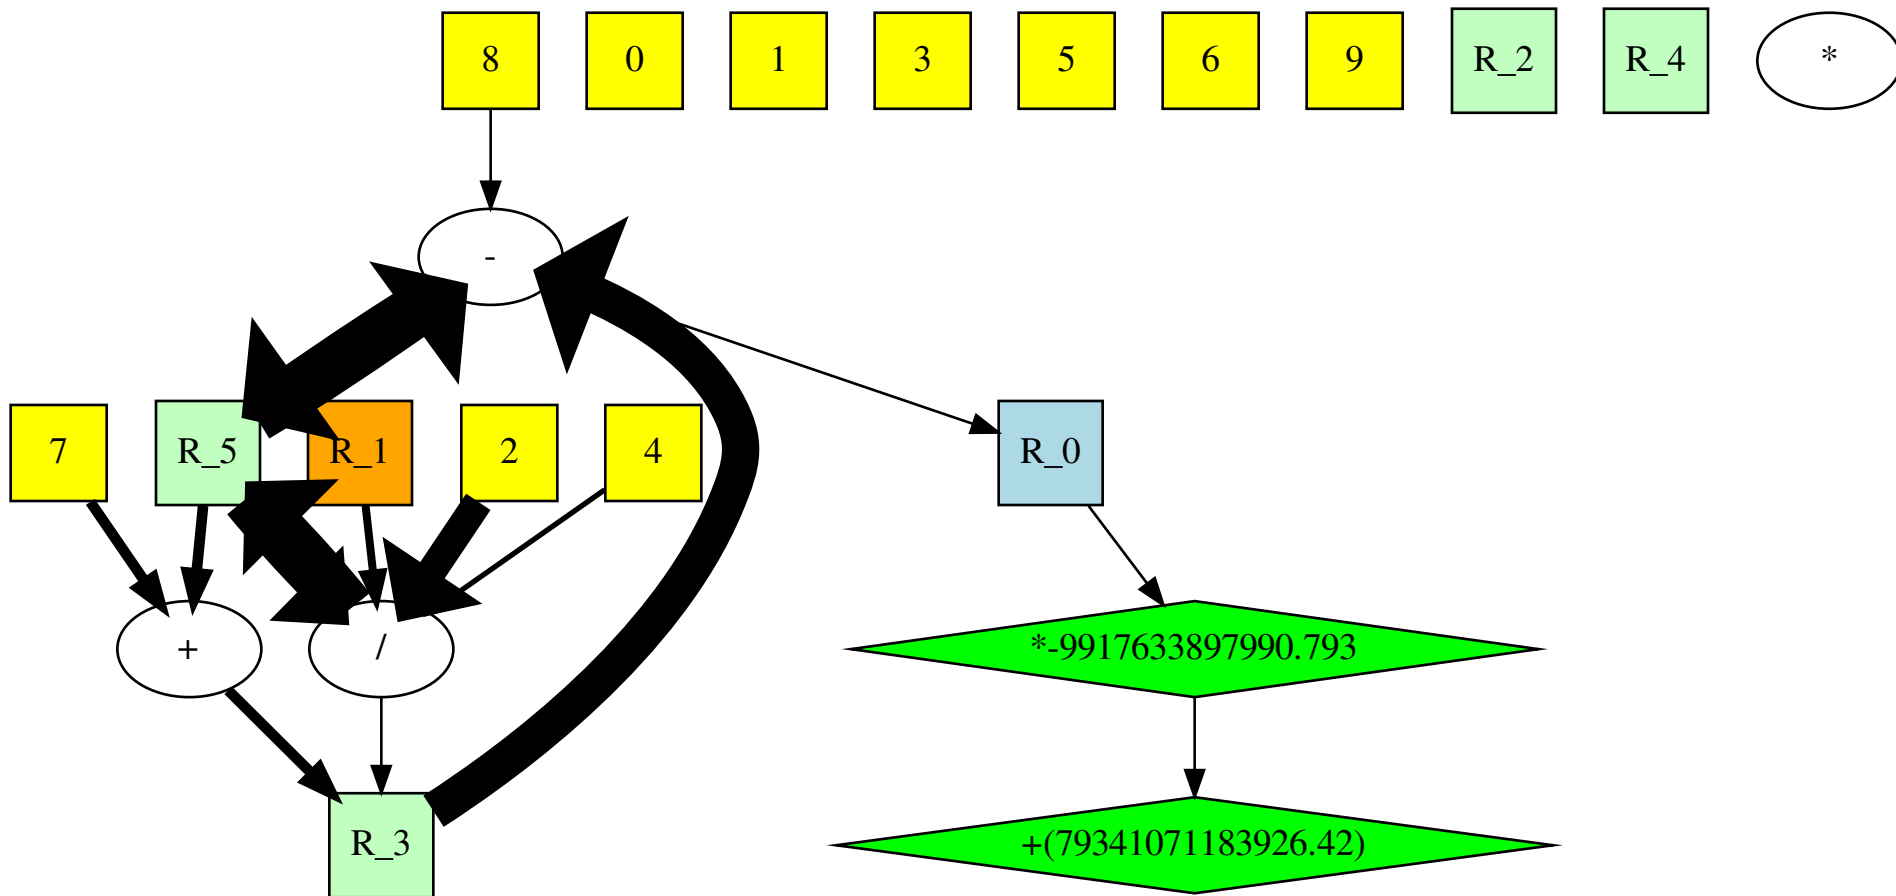 8 0 1 3 5 6 9 R_2 R_4 *
-
7 R_5 R_1 2 4 R_0
+ / *-9917633897990.793
R_3 +(79341071183926.42)